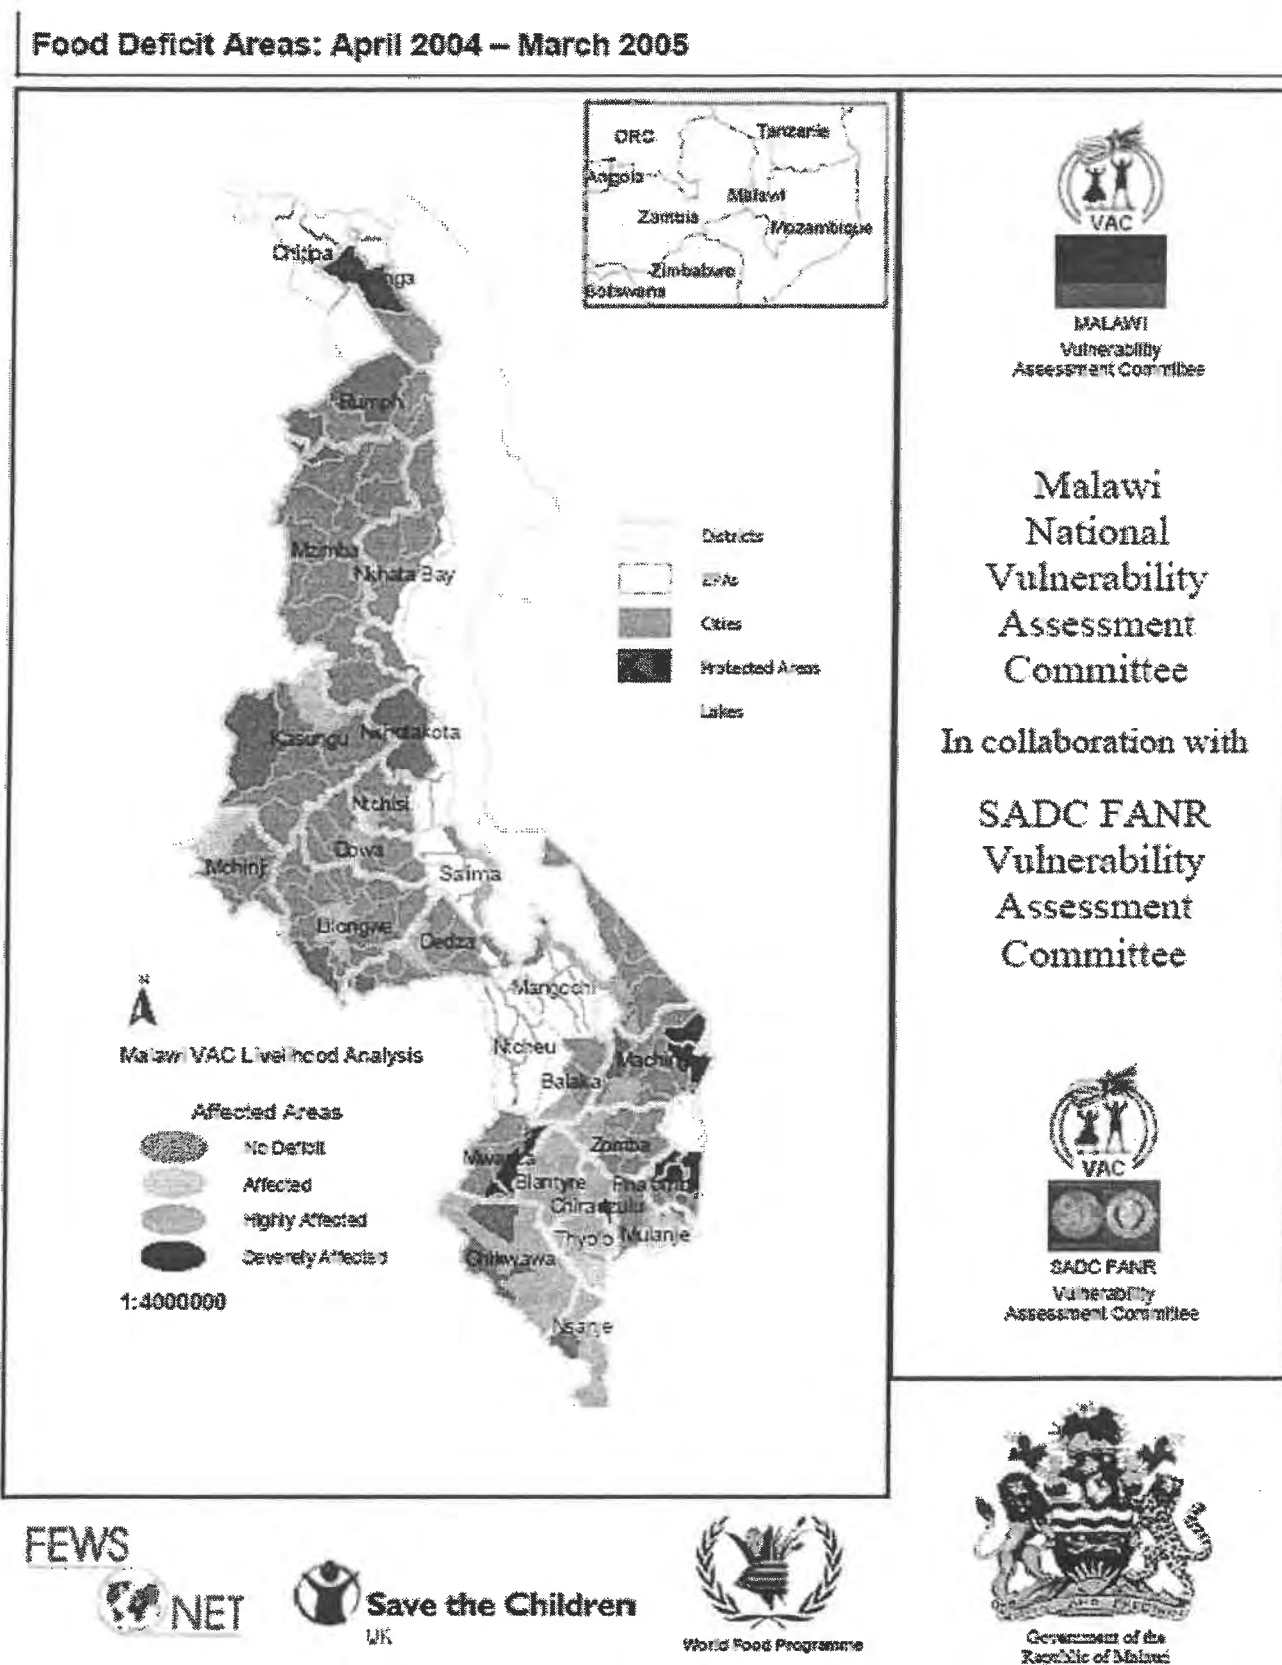 Food Deficit Areas: April 2004 – March 2005
DRC
Tanzania
Angola
Malawi
Zambia
Mozambique
Zimbabwe
Botswana
Chitipa
nga
Rumph
Mzimba
Nkhata Bay
Kasungu
Nkhotakota
Ntchisi
Dowa
Mchinji
Salima
Lilongwe
Dedza
Mangochi
Ntcheu
Machinga
Balaka
Zomba
Mwanza
Blantyre
Phalombe
Chiradzulu
Thyolo
Mulanje
Chikwawa
Nsanje
Districts
EPAs
Cities
Protected Areas
Lakes
N
Malawi VAC Livelihood Analysis
Affected Areas
No Deficit
Affected
Highly Affected
Severely Affected
1:4000000
VAC
MALAWI
Vulnerability
Assessment Committee
Malawi
National
Vulnerability
Assessment
Committee
In collaboration with
SADC FANR
Vulnerability
Assessment
Committee
VAC
SADC FANR
Vulnerability
Assessment Committee
FEWS
NET
Save the Children
UK
World Food Programme
Government of the
Republic of Malawi